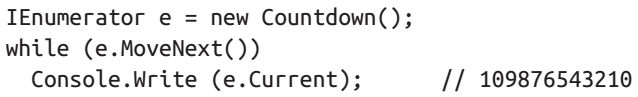 IEnumerator e = new Countdown();
while (e.MoveNext())
  Console.Write (e.Current);      // 109876543210